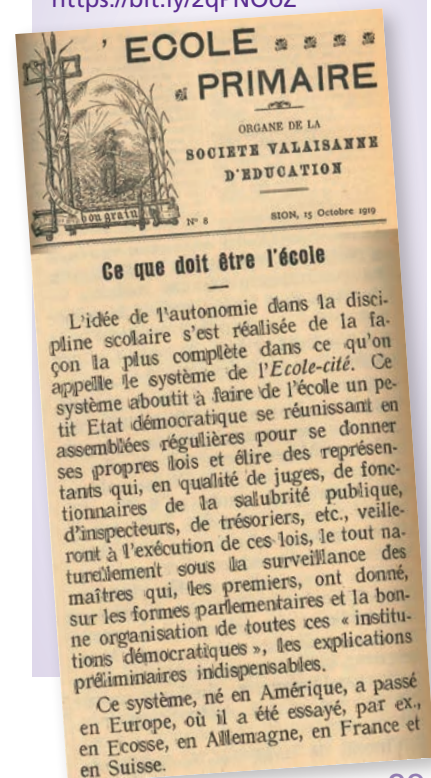 https://bit.ly/2qPNOoZ
' ECOLE
PRIMAIRE
ORGANE DE LA
SOCIETE VALAISANNE
D'EDUCATION
bon grain
N° 8
SION, 15 Octobre 1919
Ce que doit être l'école
L'idée de l'autonomie dans la disci-
pline scolaire s'est réalisée de la fa-
çon la plus complète dans ce qu'on
appelle le système de l'Ecole-cité. Ce
système aboutit à faire de l'école un pe-
tit Etat démocratique se réunissant en
assemblées régulières pour se donner
ses propres lois et élire des représen-
tants qui, en qualité de juges, de fonc-
tionnaires de la salubrité publique,
d'inspecteurs, de trésoriers, etc., veille-
ront à l'exécution de ces lois, le tout na-
turellement sous la surveillance des
maîtres qui, les premiers, ont donné,
sur les formes parlementaires et la bon-
ne organisation de toutes ces « institu-
tions démocratiques », les explications
préliminaires indispensables.
Ce système, né en Amérique, a passé
en Europe, où il a été essayé, par ex.,
en Ecosse, en Allemagne, en France et
en Suisse.